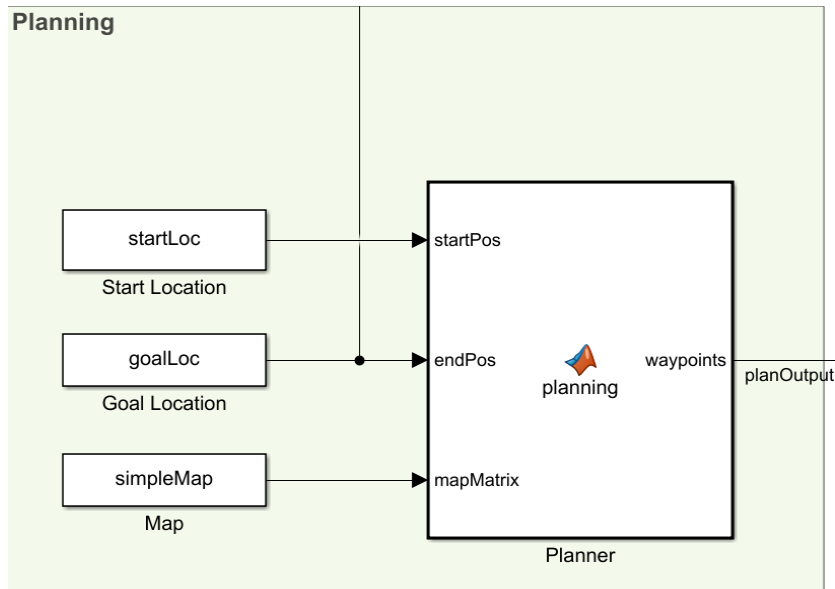 Planning
startLoc
Start Location
goalLoc
Goal Location
simpleMap
Map
startPos
endPos
mapMatrix
planning
waypoints
Planner
planOutput